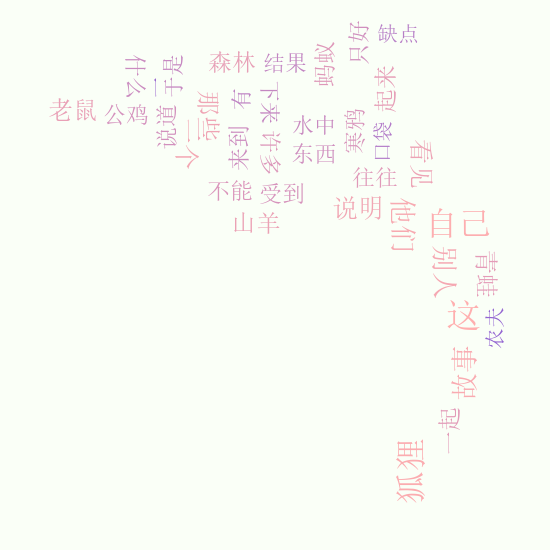 只好
缺点
什么
于是
森林
结果
蚂蚁
老鼠
公鸡
说道
那些
有
下来
起来
一个
来到
许多
水中
东西
寒鸦
口袋
看见
往往
不能
受到
说明
他们
山羊
自己
别人
青蛙
这
农夫
故事
一起
狐狸